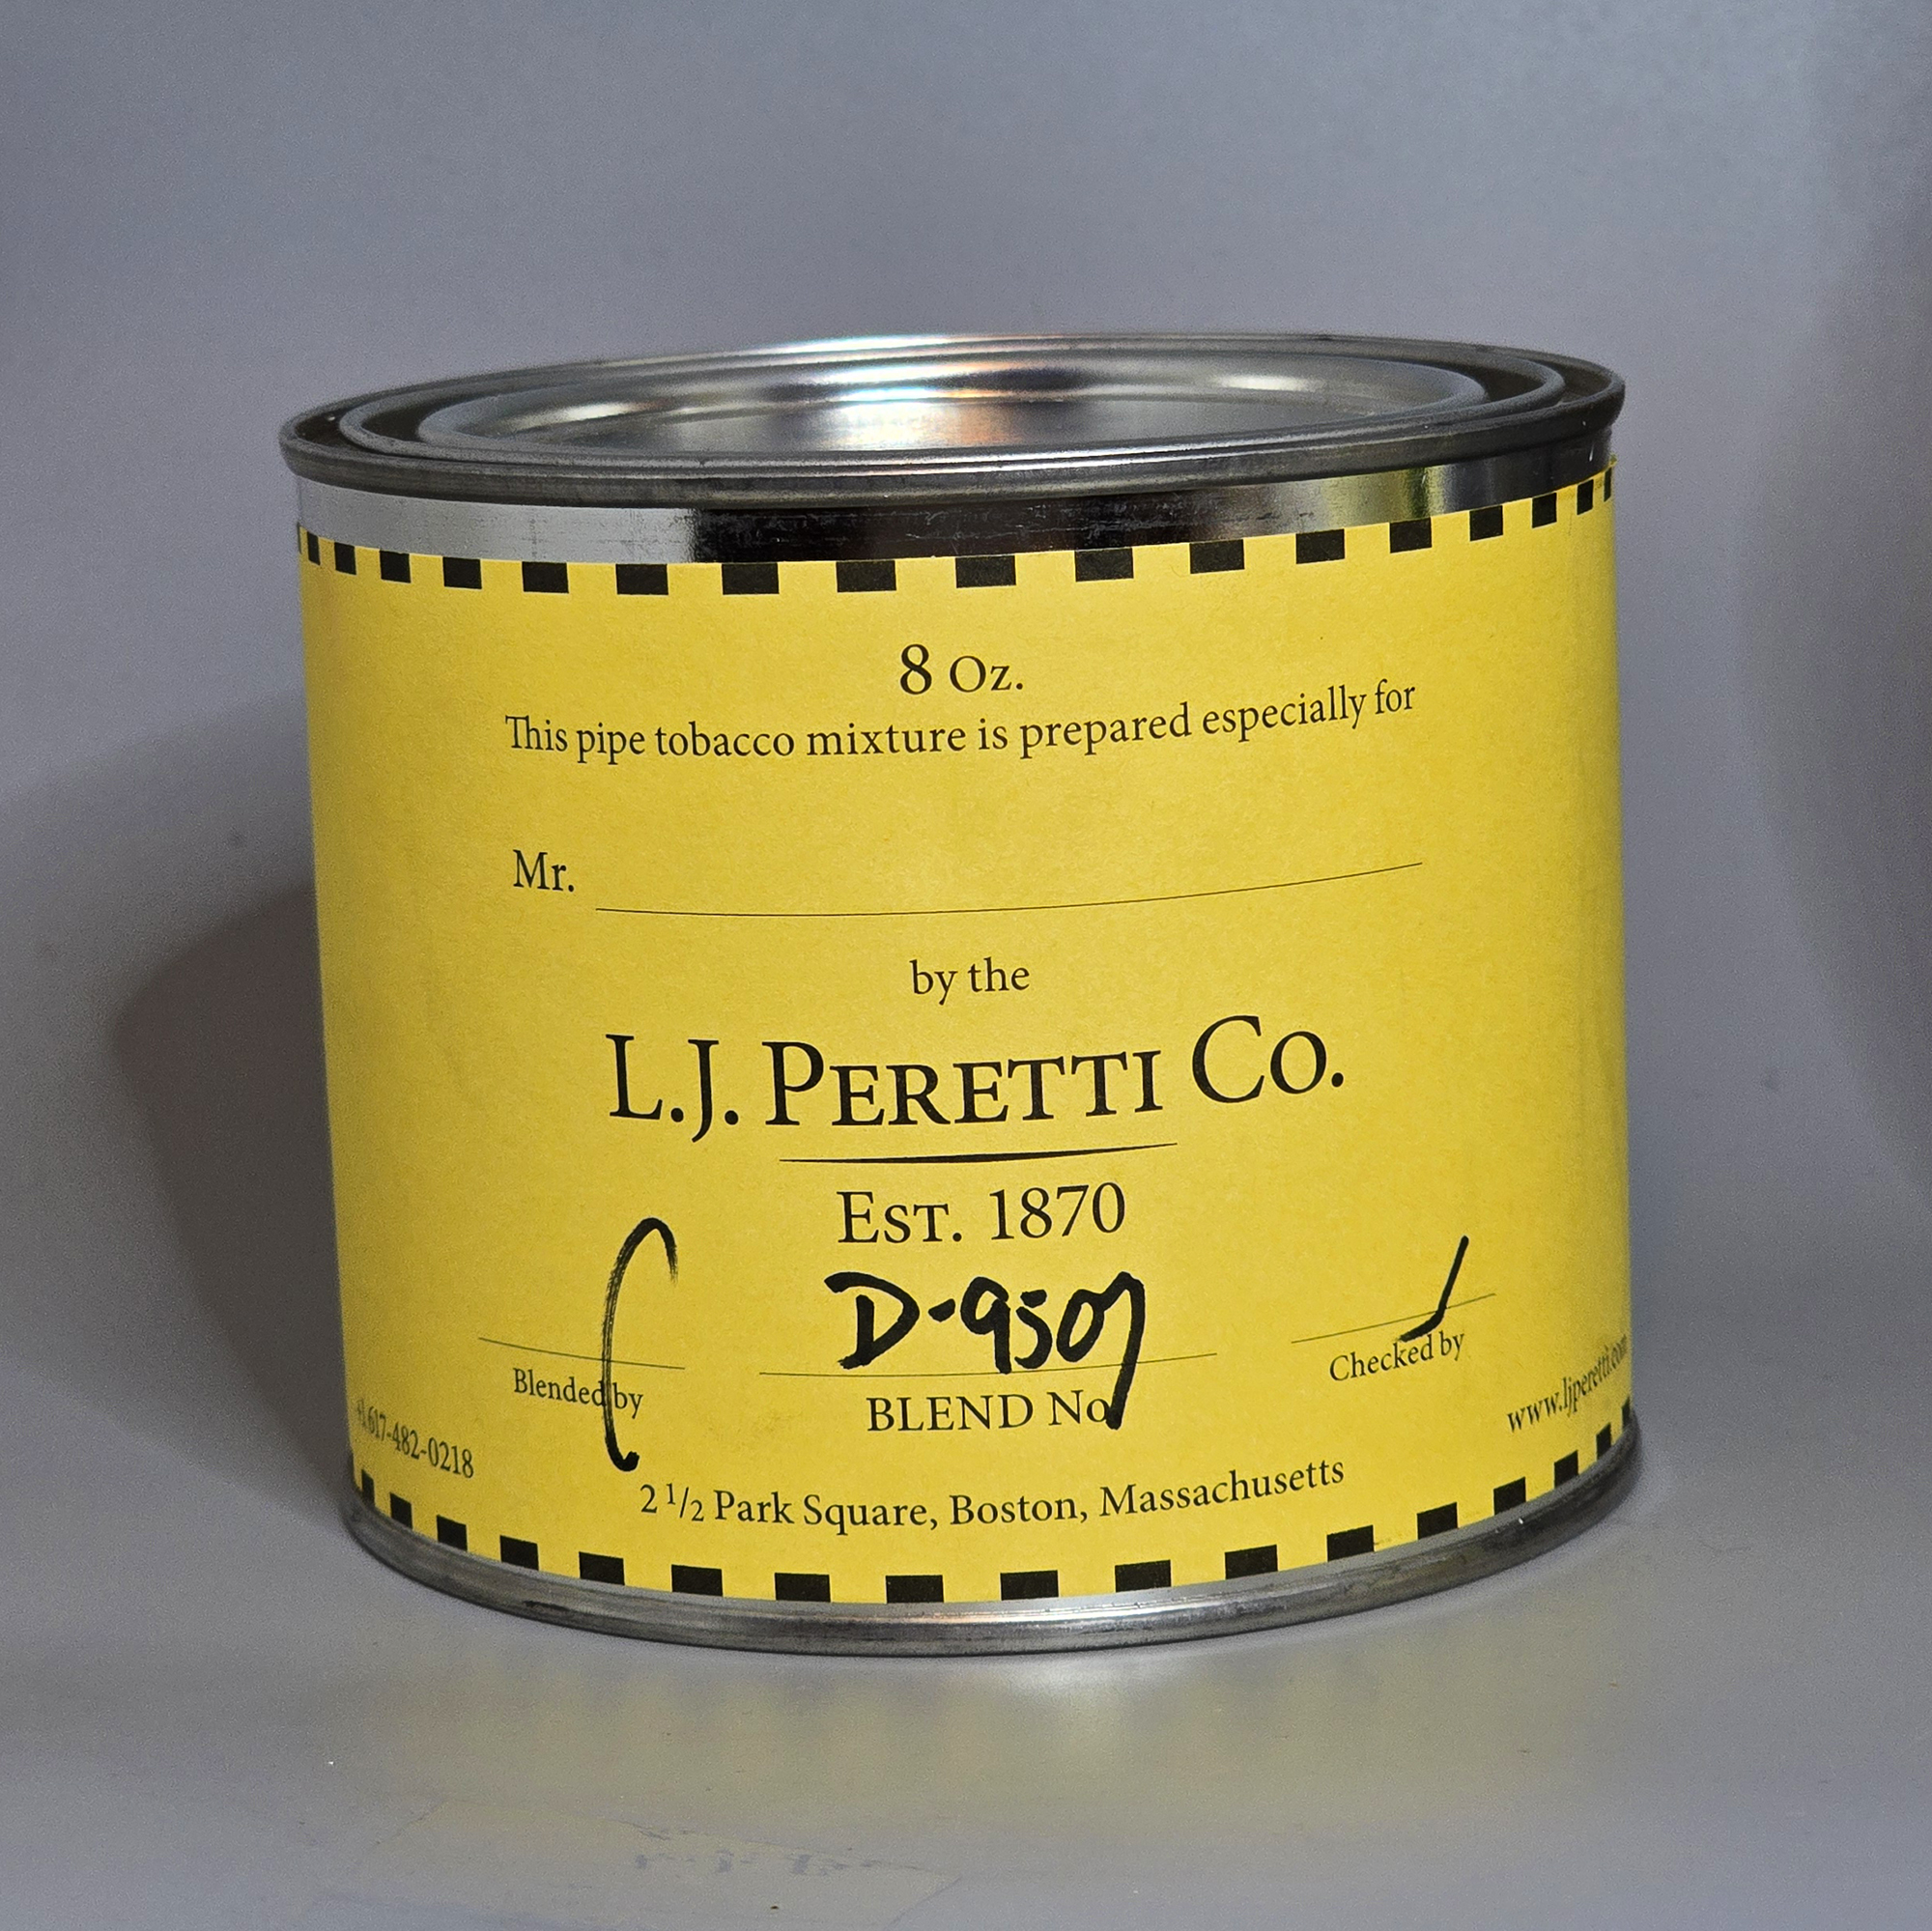 8 Oz.
This pipe tobacco mixture is prepared especially for
Mr.
by the
L.J. PERETTI CO.
EST. 1870
D-9507
Blended by
BLEND No
Checked by
+1 617-482-0218
www.ljperetti.com
2 1/2 Park Square, Boston, Massachusetts